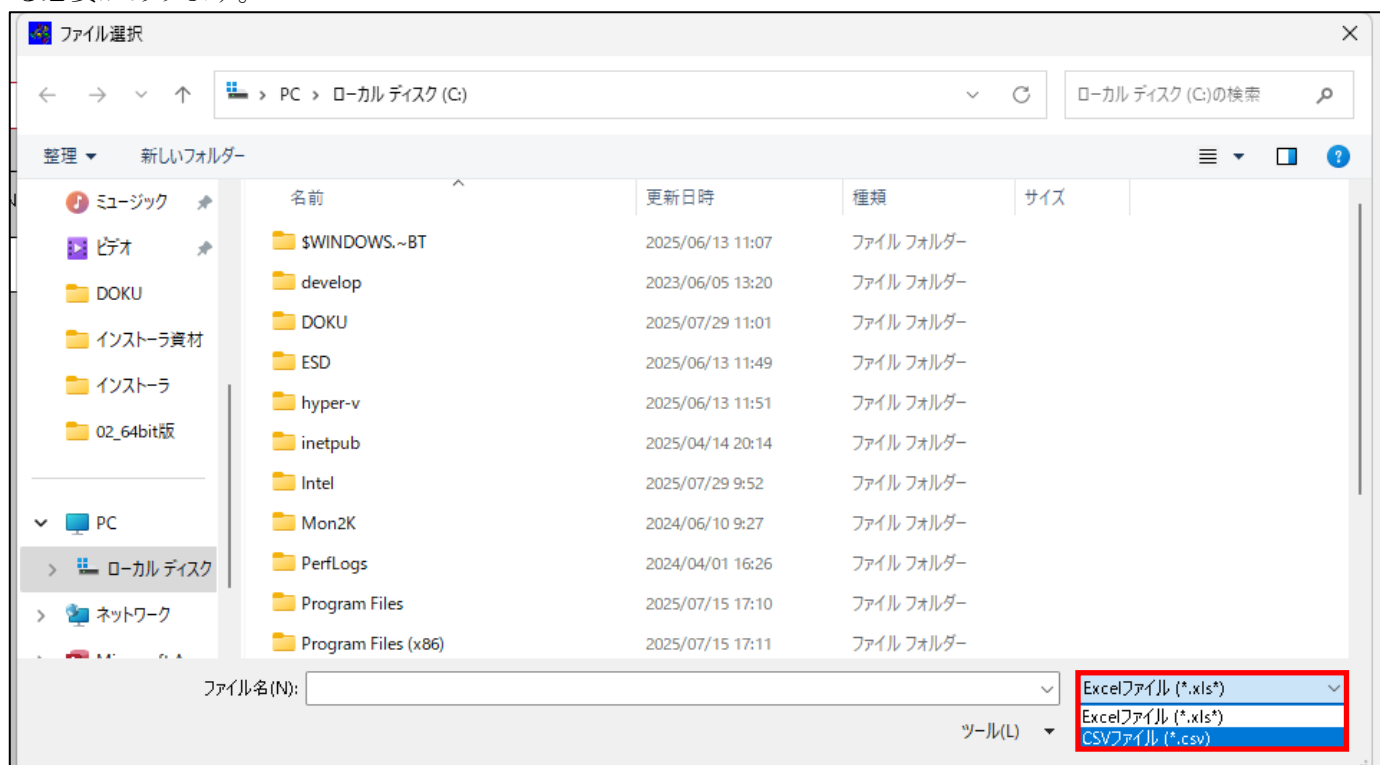 ファイル選択
PC > ローカル ディスク (C:)
ローカル ディスク (C:)の検索
整理 新しいフォルダー
名前 更新日時 種類 サイズ
ミュージック
ビデオ
DOKU
インストーラ資材
インストーラ
02_64bit版
PC
ローカル ディスク
ネットワーク
$WINDOWS.~BT 2025/06/13 11:07 ファイル フォルダー
develop 2023/06/05 13:20 ファイル フォルダー
DOKU 2025/07/29 11:01 ファイル フォルダー
ESD 2025/06/13 11:49 ファイル フォルダー
hyper-v 2025/06/13 11:51 ファイル フォルダー
inetpub 2025/04/14 20:14 ファイル フォルダー
Intel 2025/07/29 9:52 ファイル フォルダー
Mon2K 2024/06/10 9:27 ファイル フォルダー
PerfLogs 2024/04/01 16:26 ファイル フォルダー
Program Files 2025/07/15 17:10 ファイル フォルダー
Program Files (x86) 2025/07/15 17:11 ファイル フォルダー
ファイル名(N): Excelファイル (*.xls*)
Excelファイル (*.xls*)
ツール(L) CSVファイル (*.csv)